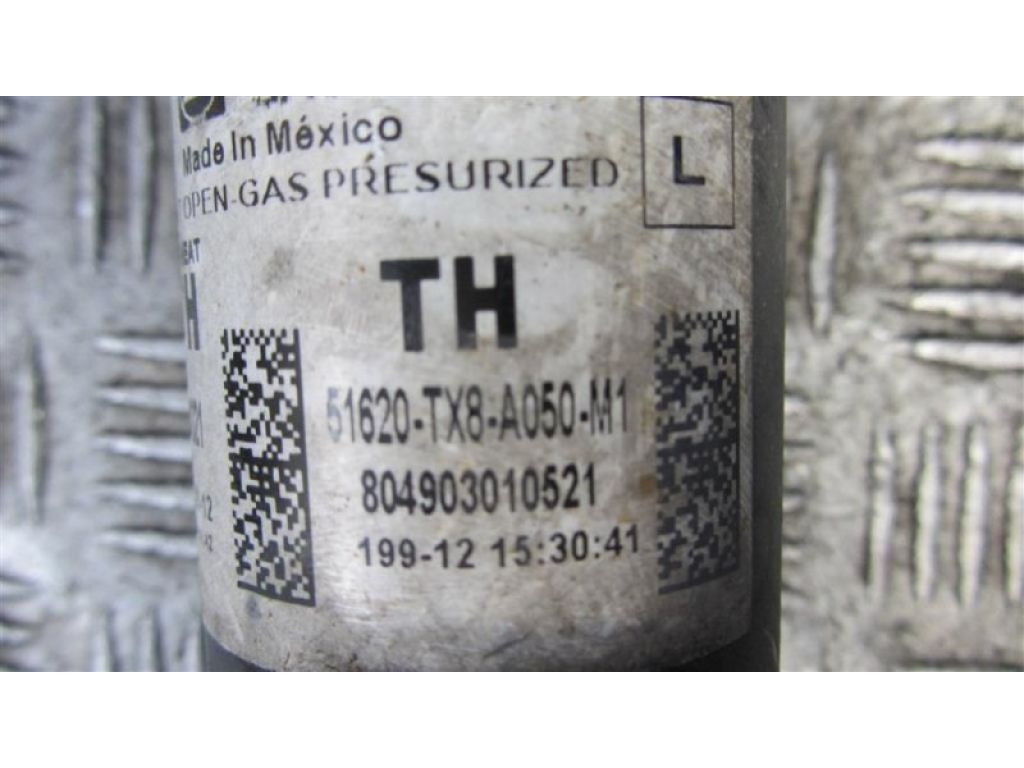 Made In México
OPEN-GAS PRESURIZED
L
TH
51620-TX8-A050-M1
804903010521
199-12 15:30:41